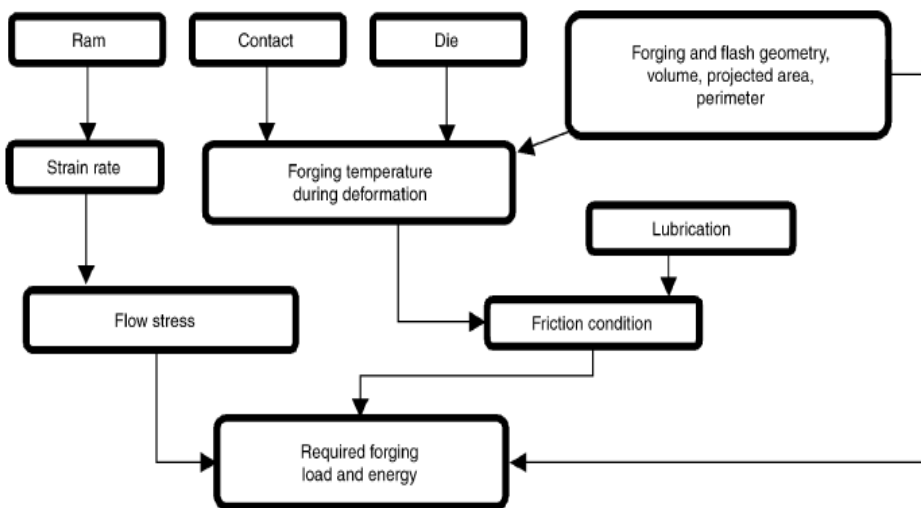 Ram
Contact
Die
Forging and flash geometry,
volume, projected area,
perimeter
Strain rate
Forging temperature
during deformation
Lubrication
Flow stress
Friction condition
Required forging
load and energy